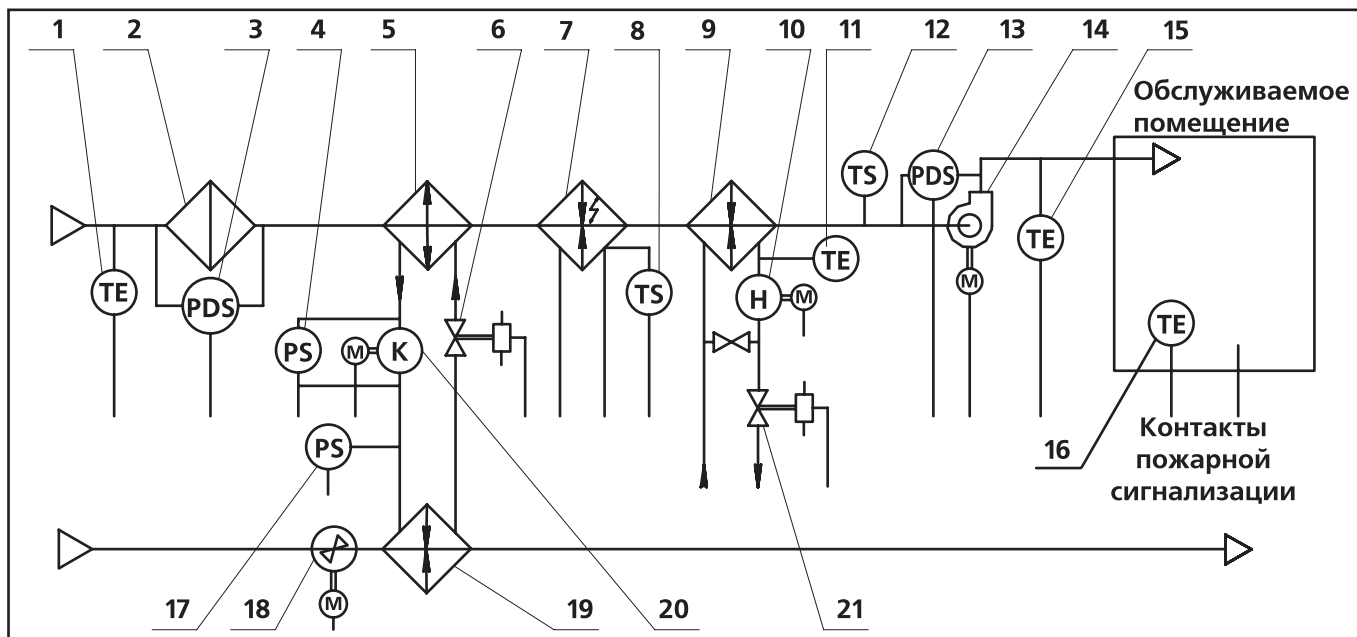 1 2 3 4 5 6 7 8 9 10 11 12 13 14 15
Обслуживаемое
помещение
TS PDS
TE
TE
TE PDS TS H M M TE
PS M K
PS
16
Контакты
пожарной
сигнализации
M
17 18 19 20 21